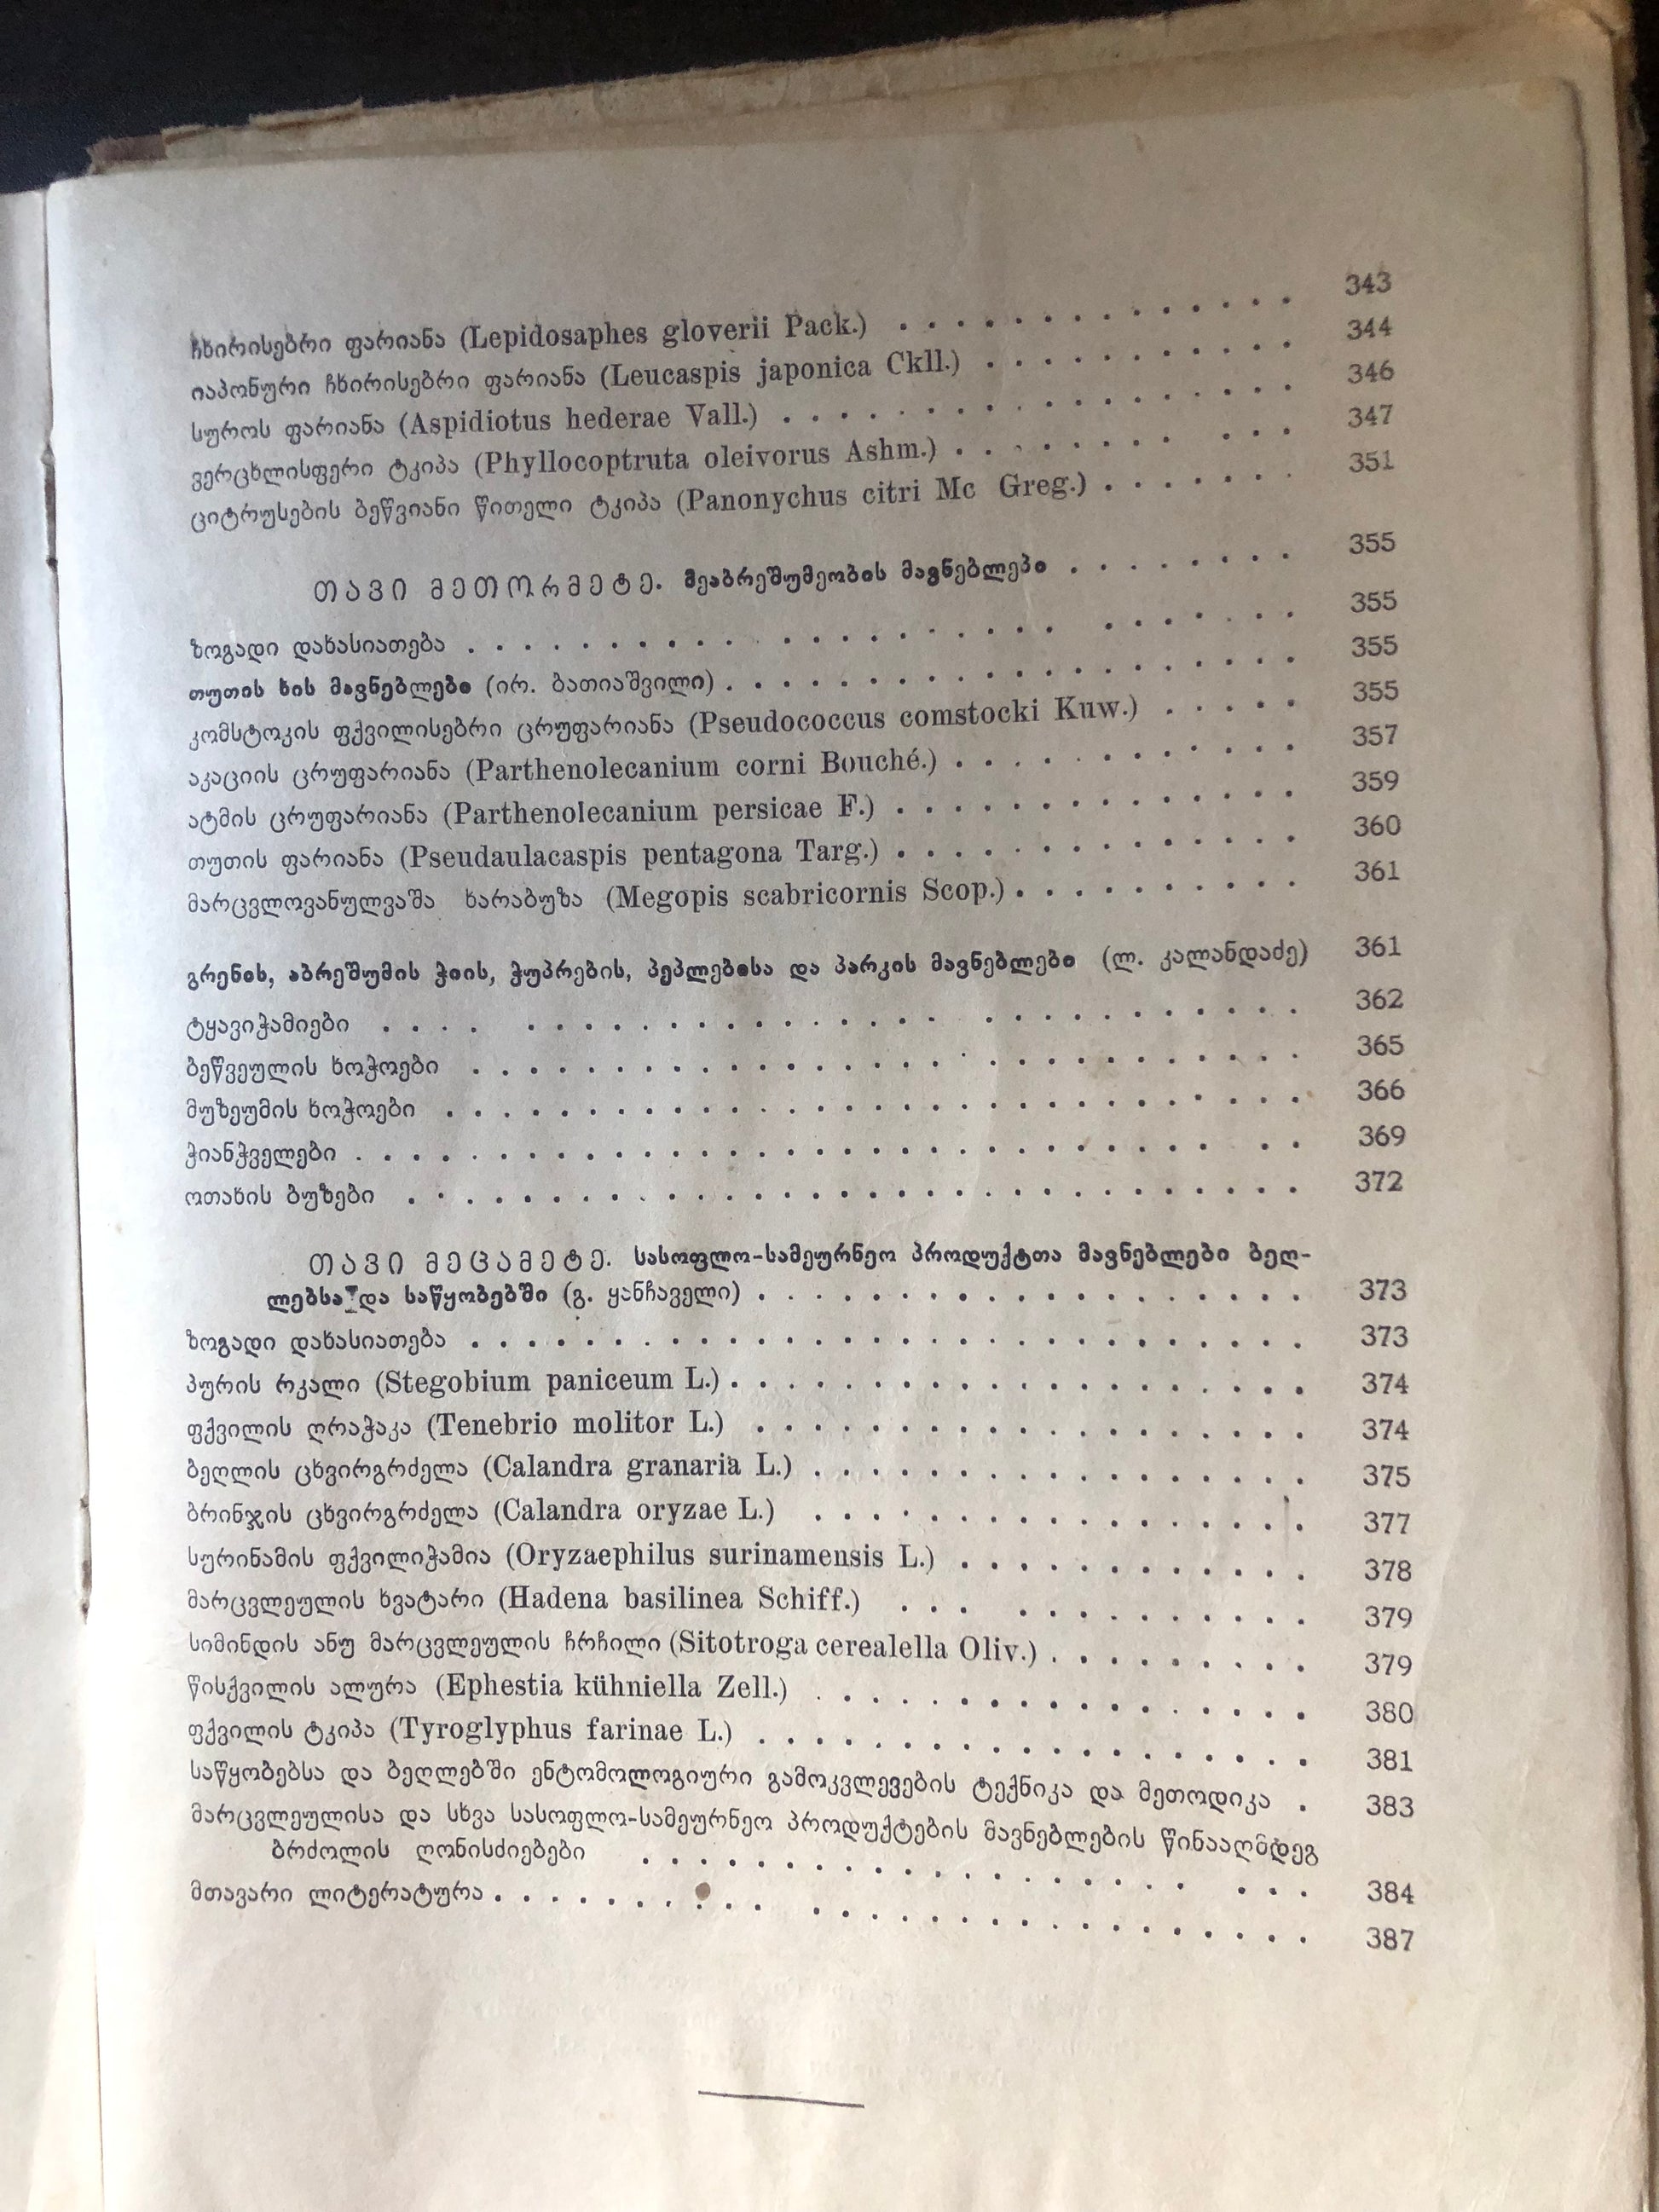 ჩხირისებრი ფარიანა (Lepidosaphes gloverii Pack.) . . . . . . . . . . . . . . 343
იაპონური ჩხირისებრი ფარიანა (Leucaspis japonica Ckll.) . . . . . . . . . . . 344
სუროს ფარიანა (Aspidiotus hederae Vall.) . . . . . . . . . . . . . . . . . . 346
ვერცხლისფერი ტკიპა (Phyllocoptruta oleivorus Ashm.) . . . . . . . . . . . 347
ციტრუსების ბეწვიანი წითელი ტკიპა (Panonychus citri Mc Greg.) . . . . . . . 351
თავი მეთორმეტე. მეაბრეშუმეობის მავნებლები . . . . . . . . 355
ზოგადი დახასიათება . . . . . . . . . . . . . . . . . . . . . . . . . . . . 355
თუთის ხის მავნებლები (ირ. ბათიაშვილი) . . . . . . . . . . . . . . . . . . . . 355
კომსტოკის ფქვილისებრი ცრუფარიანა (Pseudococcus comstocki Kuw.) . . . . . 355
აკაციის ცრუფარიანა (Parthenolecanium corni Bouché.) . . . . . . . . . . . . 357
ატმის ცრუფარიანა (Parthenolecanium persicae F.) . . . . . . . . . . . . . . 359
თუთის ფარიანა (Pseudaulacaspis pentagona Targ.) . . . . . . . . . . . . . . 360
მარცვლოვანულვაშა ხარაბუზა (Megopis scabricornis Scop.) . . . . . . . . . . 361
გრენის, აბრეშუმის ჭიის, ჭუპრების, პეპლებისა და პარკის მავნებლები (ლ. კალანდაძე) 361
ტყავიჭამიები . . . . . . . . . . . . . . . . . . . . . . . . . . . . . . 362
ბეწვეულის ხოჭოები . . . . . . . . . . . . . . . . . . . . . . . . . . . . . 365
მუზეუმის ხოჭოები . . . . . . . . . . . . . . . . . . . . . . . . . . . . . . 366
ჭიანჭველები . . . . . . . . . . . . . . . . . . . . . . . . . . . . . . . . 369
ოთახის ბუზები . . . . . . . . . . . . . . . . . . . . . . . . . . . . . . . 372
თავი მეცამეტე. სასოფლო-სამეურნეო პროდუქტთა მავნებლები ბეღ-
ლებსა და საწყობებში (გ. ყანჩაველი) . . . . . . . . . . . . . . . . . . . 373
ზოგადი დახასიათება . . . . . . . . . . . . . . . . . . . . . . . . . . . . . 373
პურის რკალი (Stegobium paniceum L.) . . . . . . . . . . . . . . . . . . . . 374
ფქვილის ღრაჭაკა (Tenebrio molitor L.) . . . . . . . . . . . . . . . . . . . 374
ბეღლის ცხვირგრძელა (Calandra granaria L.) . . . . . . . . . . . . . . . . . 375
ბრინჯის ცხვირგრძელა (Calandra oryzae L.) . . . . . . . . . . . . . . . . . 377
სურინამის ფქვილიჭამია (Oryzaephilus surinamensis L.) . . . . . . . . . . . . 378
მარცვლეულის ხვატარი (Hadena basilinea Schiff.) . . . . . . . . . . . . . 379
სიმინდის ანუ მარცვლეულის ჩრჩილი (Sitotroga cerealella Oliv.) . . . . . . . . . 379
წისქვილის ალურა (Ephestia kühniella Zell.) . . . . . . . . . . . . . . . . . 380
ფქვილის ტკიპა (Tyroglyphus farinae L.) . . . . . . . . . . . . . . . . . . . 381
საწყობებსა და ბეღლებში ენტომოლოგიური გამოკვლევების ტექნიკა და მეთოდიკა . 383
მარცვლეულისა და სხვა სასოფლო-სამეურნეო პროდუქტების მავნებლების წინააღმდეგ
ბრძოლის ღონისძიებები . . . . . . . . . . . . . . . . . . . . . . 384
მთავარი ლიტერატურა . . . . . . . . . . . . . . . . . . . . . . . . . . . 387